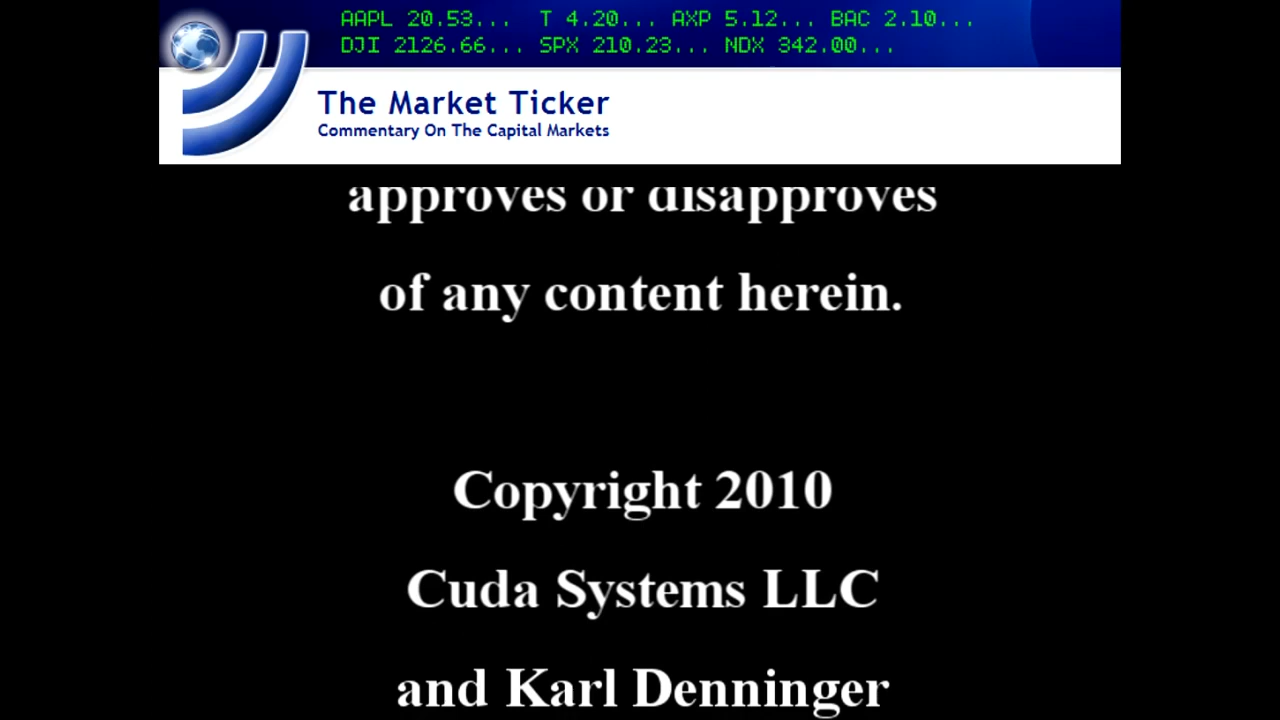 AAPL 20.53... T 4.20... AXP 5.12... BAC 2.10...
DJI 2126.66... SPX 210.23... NDX 342.00...
The Market Ticker
Commentary On The Capital Markets
approves or disapproves
of any content herein.
Copyright 2010
Cuda Systems LLC
and Karl Denninger